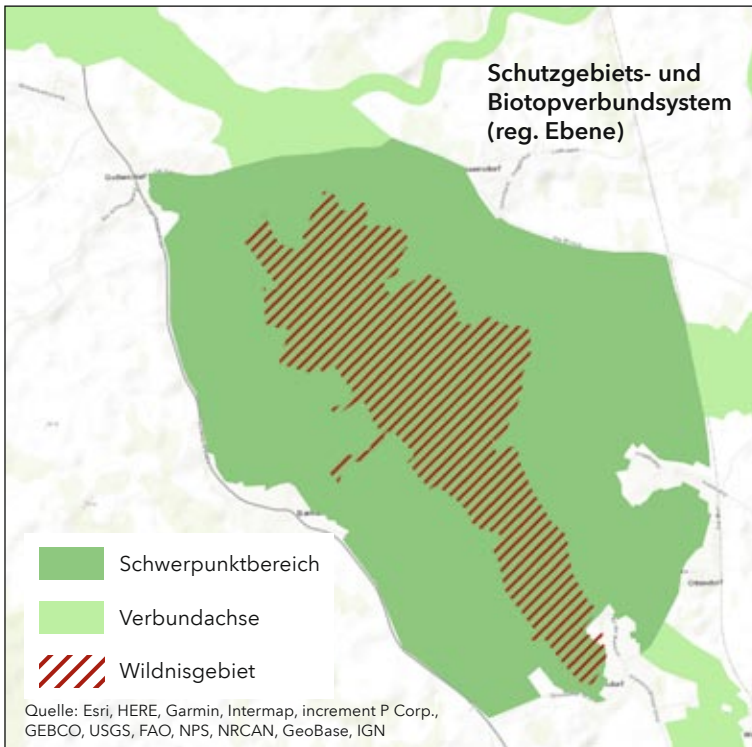 Schutzgebiets- und
Biotopverbundsystem
(reg. Ebene)
Schwerpunktbereich
Verbundachse
Wildnisgebiet
Quelle: Esri, HERE, Garmin, Intermap, increment P Corp.,
GEBCO, USGS, FAO, NPS, NRCAN, GeoBase, IGN